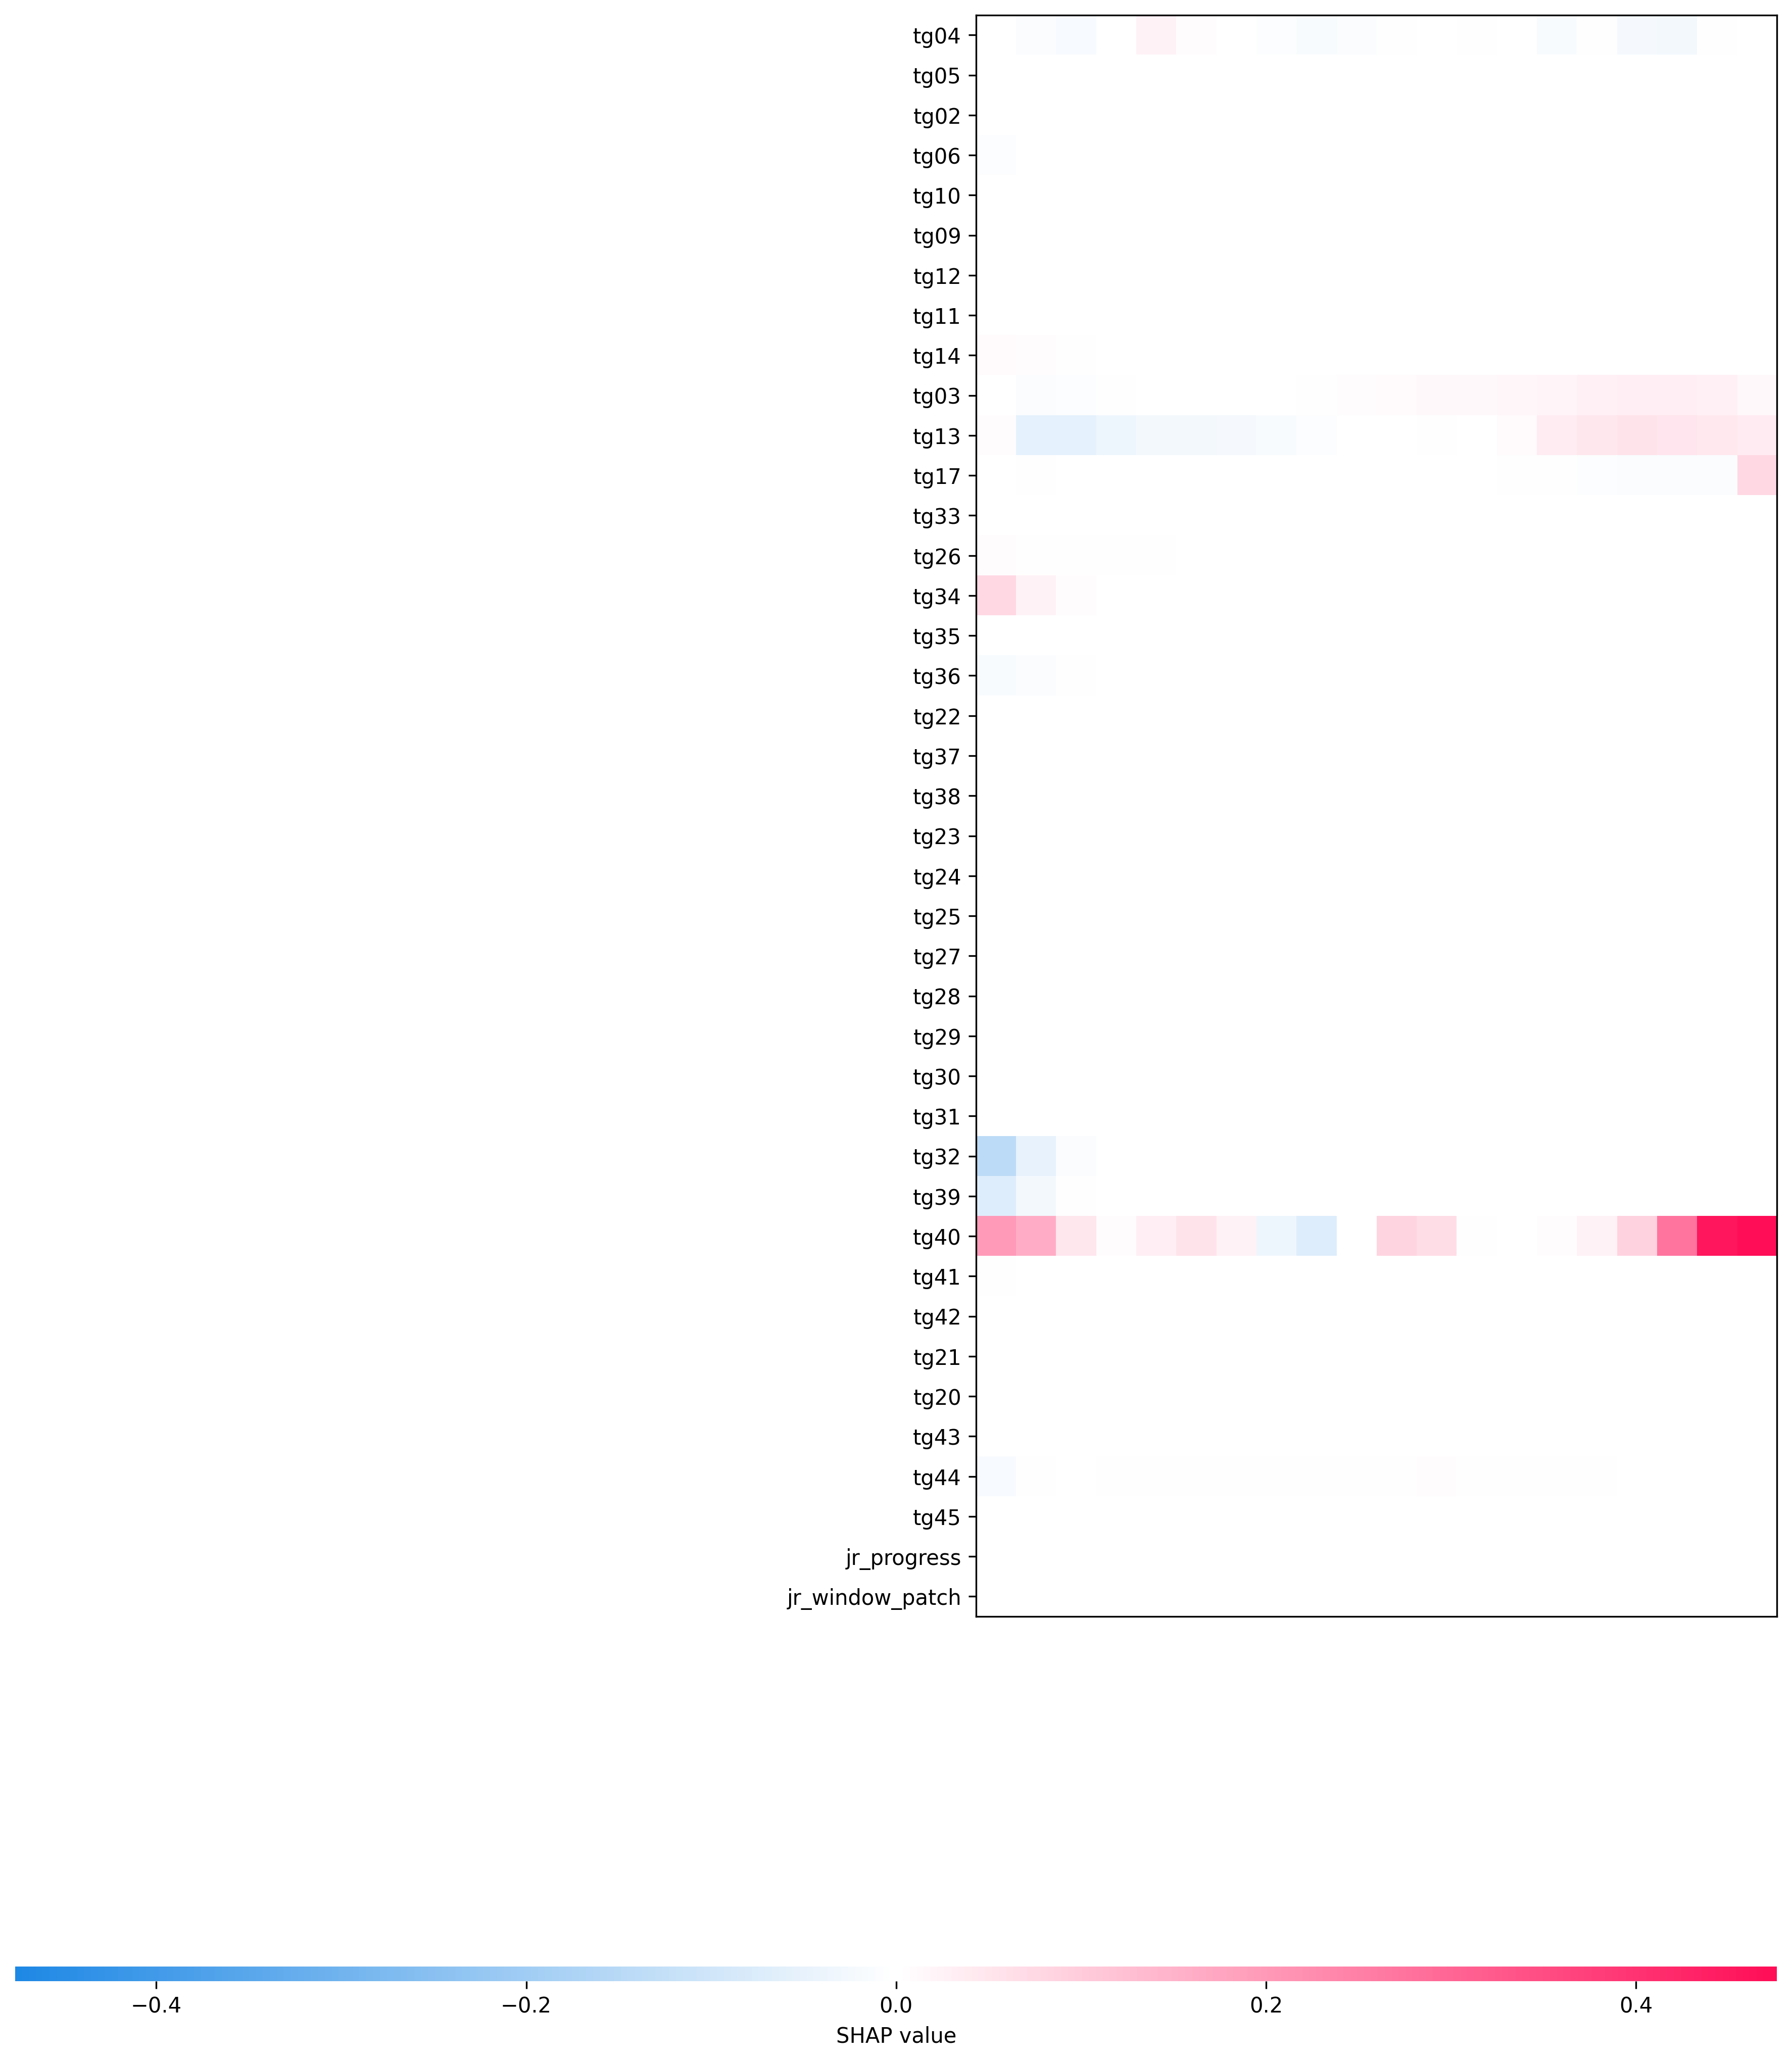 tg04
tg05
tg02
tg06
tg10
tg09
tg12
tg11
tg14
tg03
tg13
tg17
tg33
tg26
tg34
tg35
tg36
tg22
tg37
tg38
tg23
tg24
tg25
tg27
tg28
tg29
tg30
tg31
tg32
tg39
tg40
tg41
tg42
tg21
tg20
tg43
tg44
tg45
jr_progress
jr_window_patch
−0.4 −0.2 0.0 0.2 0.4
SHAP value